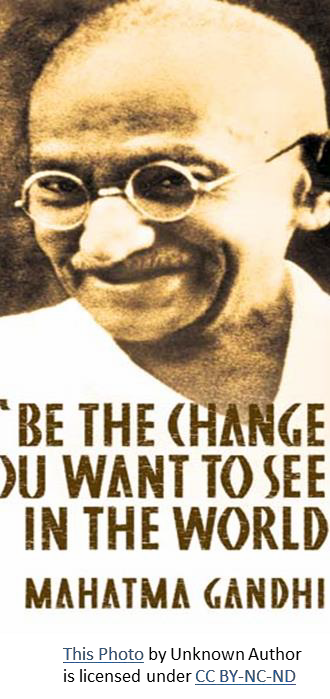 "BE THE CHANGE
OU WANT TO SEE
IN THE WORLD
MAHATMA GANDHI
This Photo by Unknown Author
is licensed under CC BY-NC-ND